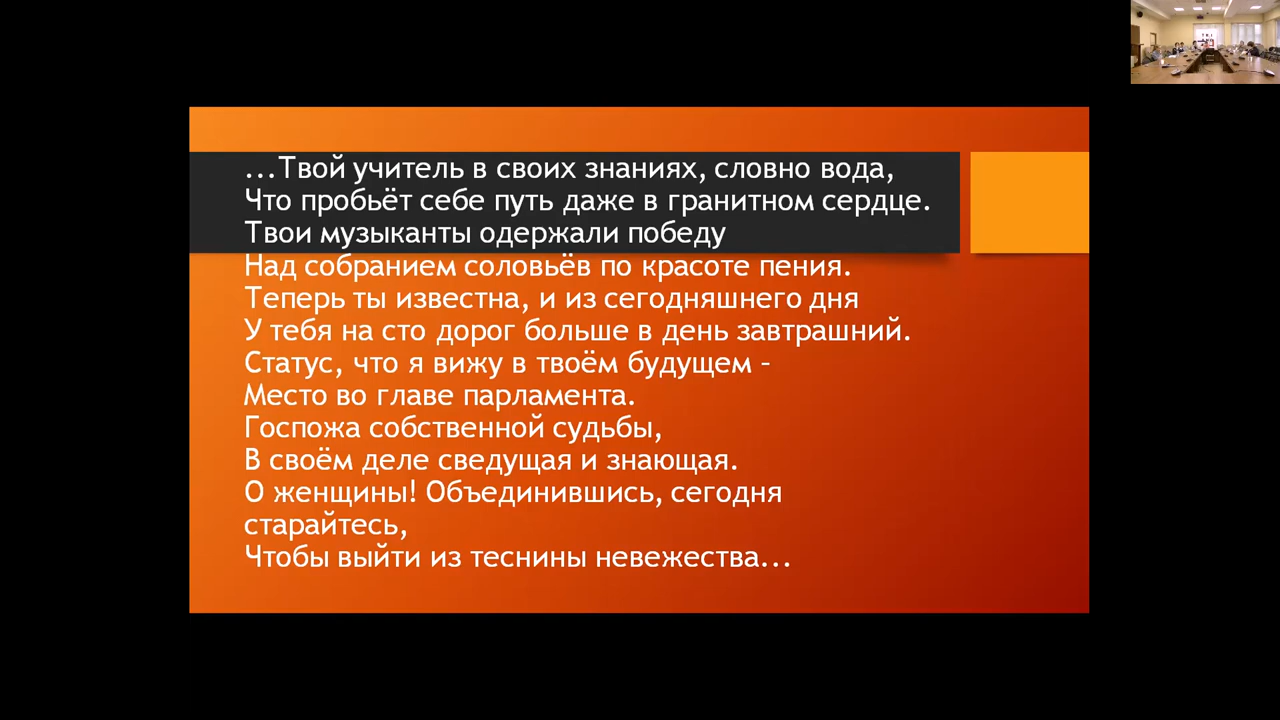 ...Твой учитель в своих знаниях, словно вода,
Что пробьёт себе путь даже в гранитном сердце.
Твои музыканты одержали победу
Над собранием соловьёв по красоте пения.
Теперь ты известна, и из сегодняшнего дня
У тебя на сто дорог больше в день завтрашний.
Статус, что я вижу в твоём будущем –
Место во главе парламента.
Госпожа собственной судьбы,
В своём деле сведущая и знающая.
О женщины! Объединившись, сегодня
старайтесь,
Чтобы выйти из теснины невежества...